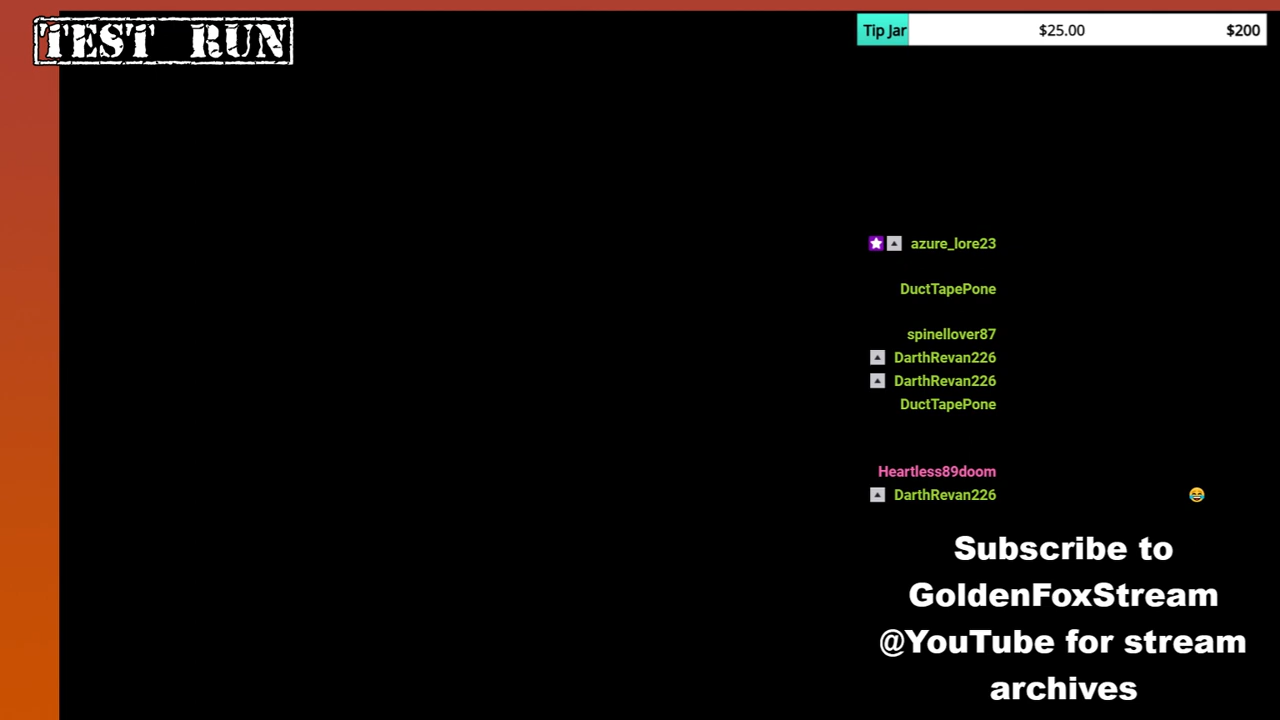 TEST RUN
Tip Jar $25.00 $200
azure_lore23
DuctTapePone
spinellover87
DarthRevan226
DarthRevan226
DuctTapePone
Heartless89doom
DarthRevan226 😂
Subscribe to
GoldenFoxStream
@YouTube for stream
archives